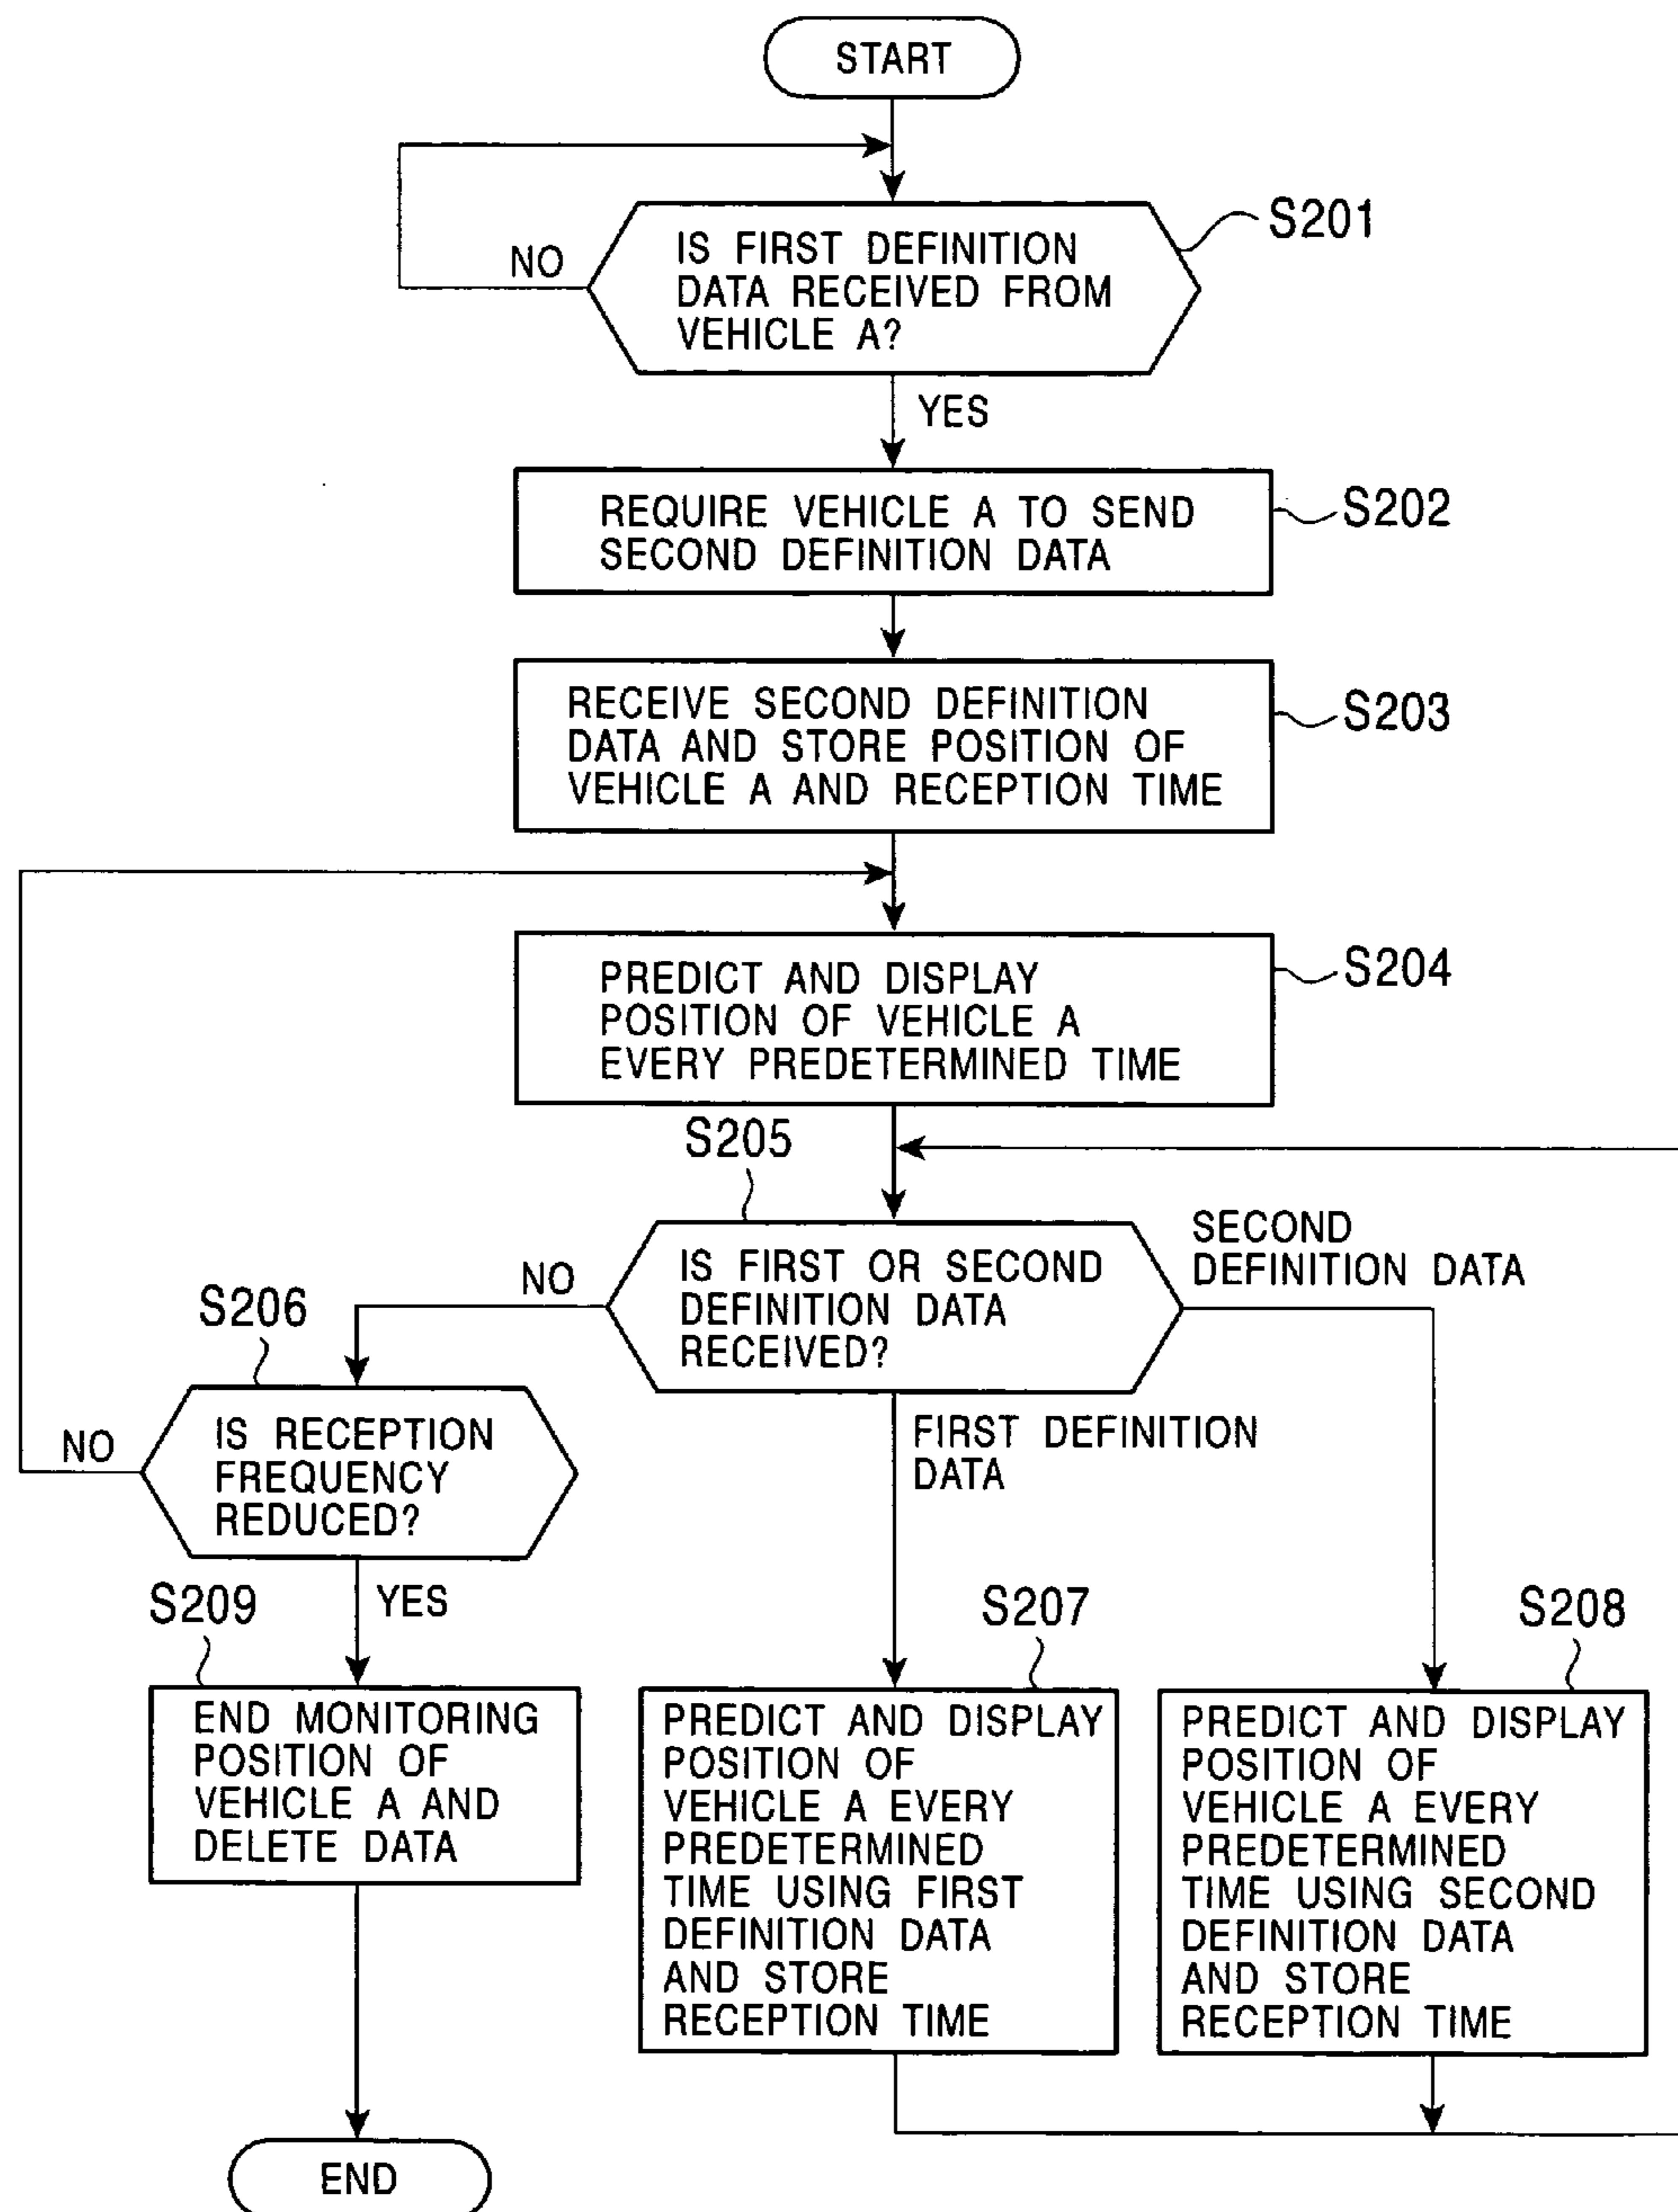 START
NO
IS FIRST DEFINITION
DATA RECEIVED FROM
VEHICLE A?
S201
YES
REQUIRE VEHICLE A TO SEND
SECOND DEFINITION DATA
S202
RECEIVE SECOND DEFINITION
DATA AND STORE POSITION OF
VEHICLE A AND RECEPTION TIME
S203
PREDICT AND DISPLAY
POSITION OF VEHICLE A
EVERY PREDETERMINED TIME
S204
S205
IS FIRST OR SECOND
DEFINITION DATA
RECEIVED?
NO
SECOND
DEFINITION DATA
FIRST DEFINITION
DATA
S206
IS RECEPTION
FREQUENCY
REDUCED?
NO
YES
S209
END MONITORING
POSITION OF
VEHICLE A AND
DELETE DATA
S207
PREDICT AND DISPLAY
POSITION OF
VEHICLE A EVERY
PREDETERMINED
TIME USING FIRST
DEFINITION DATA
AND STORE
RECEPTION TIME
S208
PREDICT AND DISPLAY
POSITION OF
VEHICLE A EVERY
PREDETERMINED
TIME USING SECOND
DEFINITION DATA
AND STORE
RECEPTION TIME
END